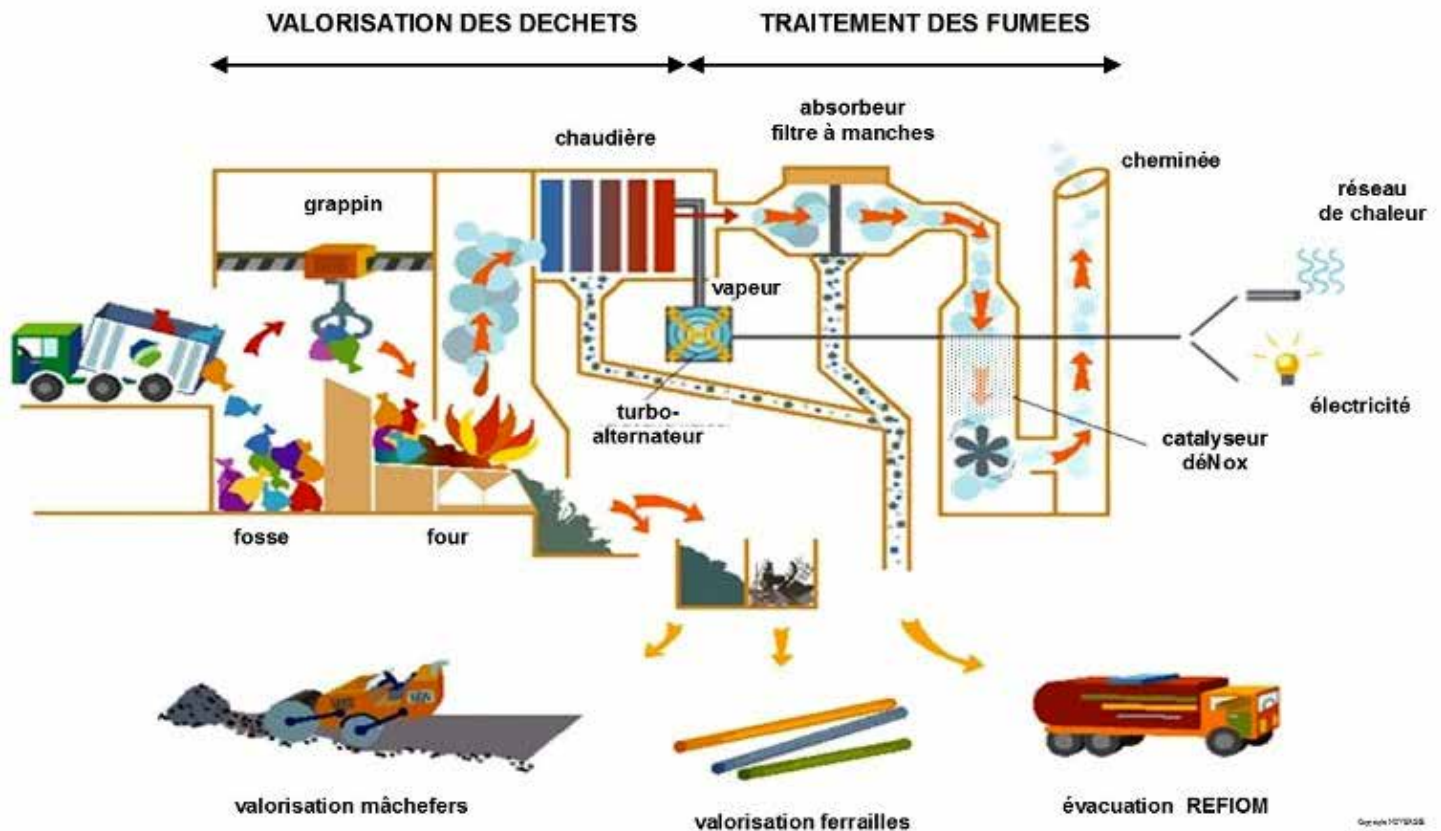 VALORISATION DES DECHETS
TRAITEMENT DES FUMEES
absorbeur
filtre à manches
chaudière
cheminée
réseau
de chaleur
grappin
vapeur
turbo-
alternateur
électricité
catalyseur
déNox
fosse
four
valorisation mâchefers
valorisation ferrailles
évacuation REFIOM